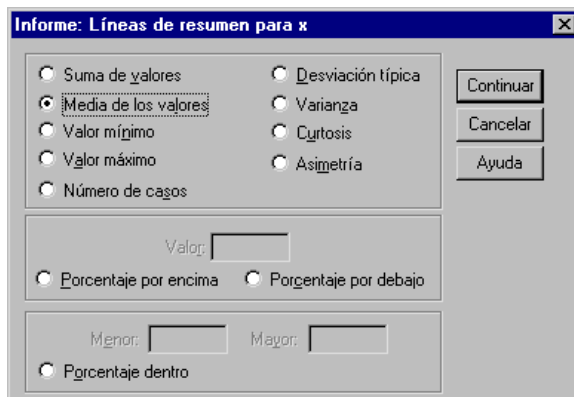 Informe: Líneas de resumen para x
Suma de valores
Desviación típica
Media de los valores
Varianza
Valor mínimo
Curtosis
Valor máximo
Asimetría
Número de casos
Continuar
Cancelar
Ayuda
Valor:
Porcentaje por encima
Porcentaje por debajo
Menor:
Mayor:
Porcentaje dentro